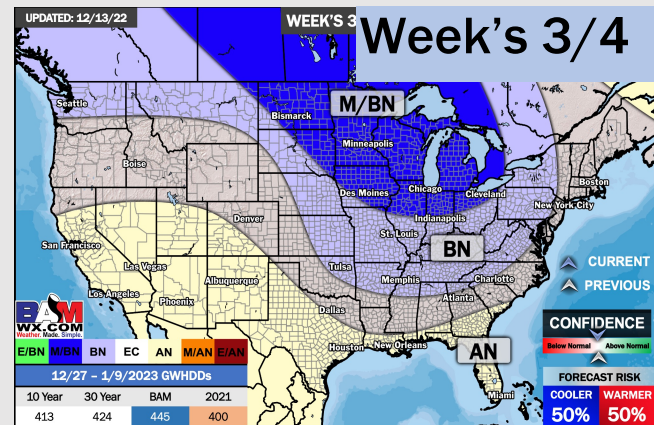 UPDATED: 12/13/22
WEEK'S 3
Week's 3/4
Seattle
M/BN
Bismarck
Minneapolis
Boise
Boston
Des Moines
Chicago
Cleveland
New York City
Denver
Indianapolis
San Francisco
St. Louis
BN
CURRENT
Las Vegas
Tulsa
Albuquerque
Memphis
Charlotte
PREVIOUS
Los Angeles
Phoenix
Atlanta
Dallas
BAM
WX.COM
Weather. Made. Simple.
CONFIDENCE
Below Normal
Above Normal
Houston
New Orleans
AN
E/BN M/BN BN EC AN M/AN E/AN
12/27 – 1/9/2023 GWHDDs
FORECAST RISK
10 Year 30 Year BAM 2021
Miami
COOLER WARMER
413 424 445 400
50% 50%